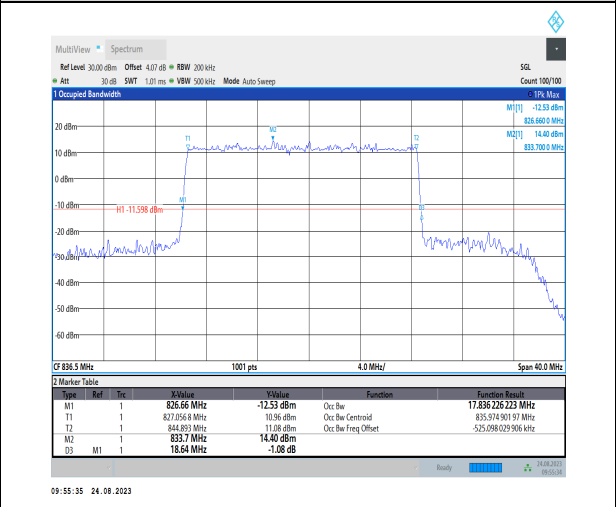 MultiView Spectrum
Ref Level 30.00 dBm Offset 4.07 dB RBW 200 kHz SGL
Att 30 dB SWT 1.01 ms VBW 500 kHz Mode Auto Sweep Count 100/100
1 Occupied Bandwidth 1Pk Max
M1[1] -12.53 dBm
826.660 0 MHz
M2[1] 14.40 dBm
833.700 0 MHz
20 dBm
M2
T1
T2
10 dBm
0 dBm
-10 dBm
M1
H1 -11.598 dBm
D3
-20 dBm
-30 dBm
-40 dBm
-50 dBm
-60 dBm
CF 836.5 MHz 1001 pts 4.0 MHz/ Span 40.0 MHz
2 Marker Table
Type Ref Trc X-Value Y-Value Function Function Result
M1 1 826.66 MHz -12.53 dBm Occ Bw 17.836 226 223 MHz
T1 1 827.056 8 MHz 10.96 dBm Occ Bw Centroid 835.974 901 97 MHz
T2 1 844.893 MHz 11.08 dBm Occ Bw Freq Offset -525.098 029 906 kHz
M2 1 833.7 MHz 14.40 dBm
D3 M1 1 18.64 MHz -1.08 dB
Ready 24.08.2023
09:55:34
09:55:35 24.08.2023